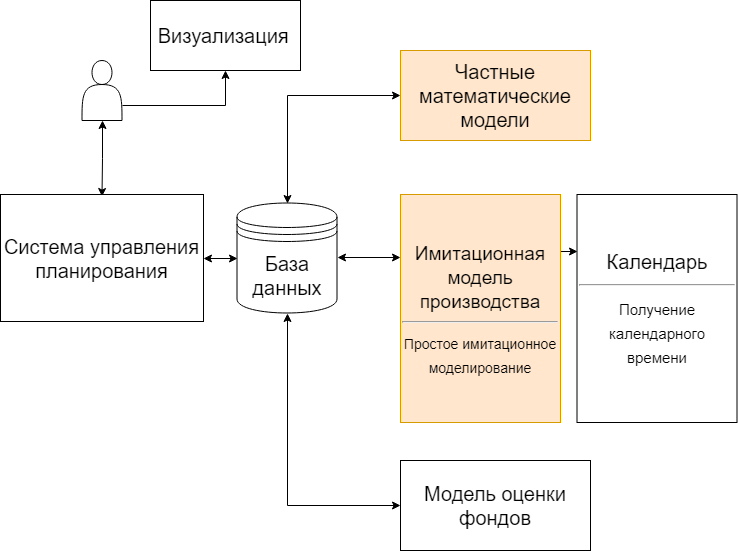 Визуализация
Частные
математические
модели
Система управления
планирования
База
данных
Имитационная
модель
производства
Простое имитационное
моделирование
Календарь
Получение
календарного
времени
Модель оценки
фондов